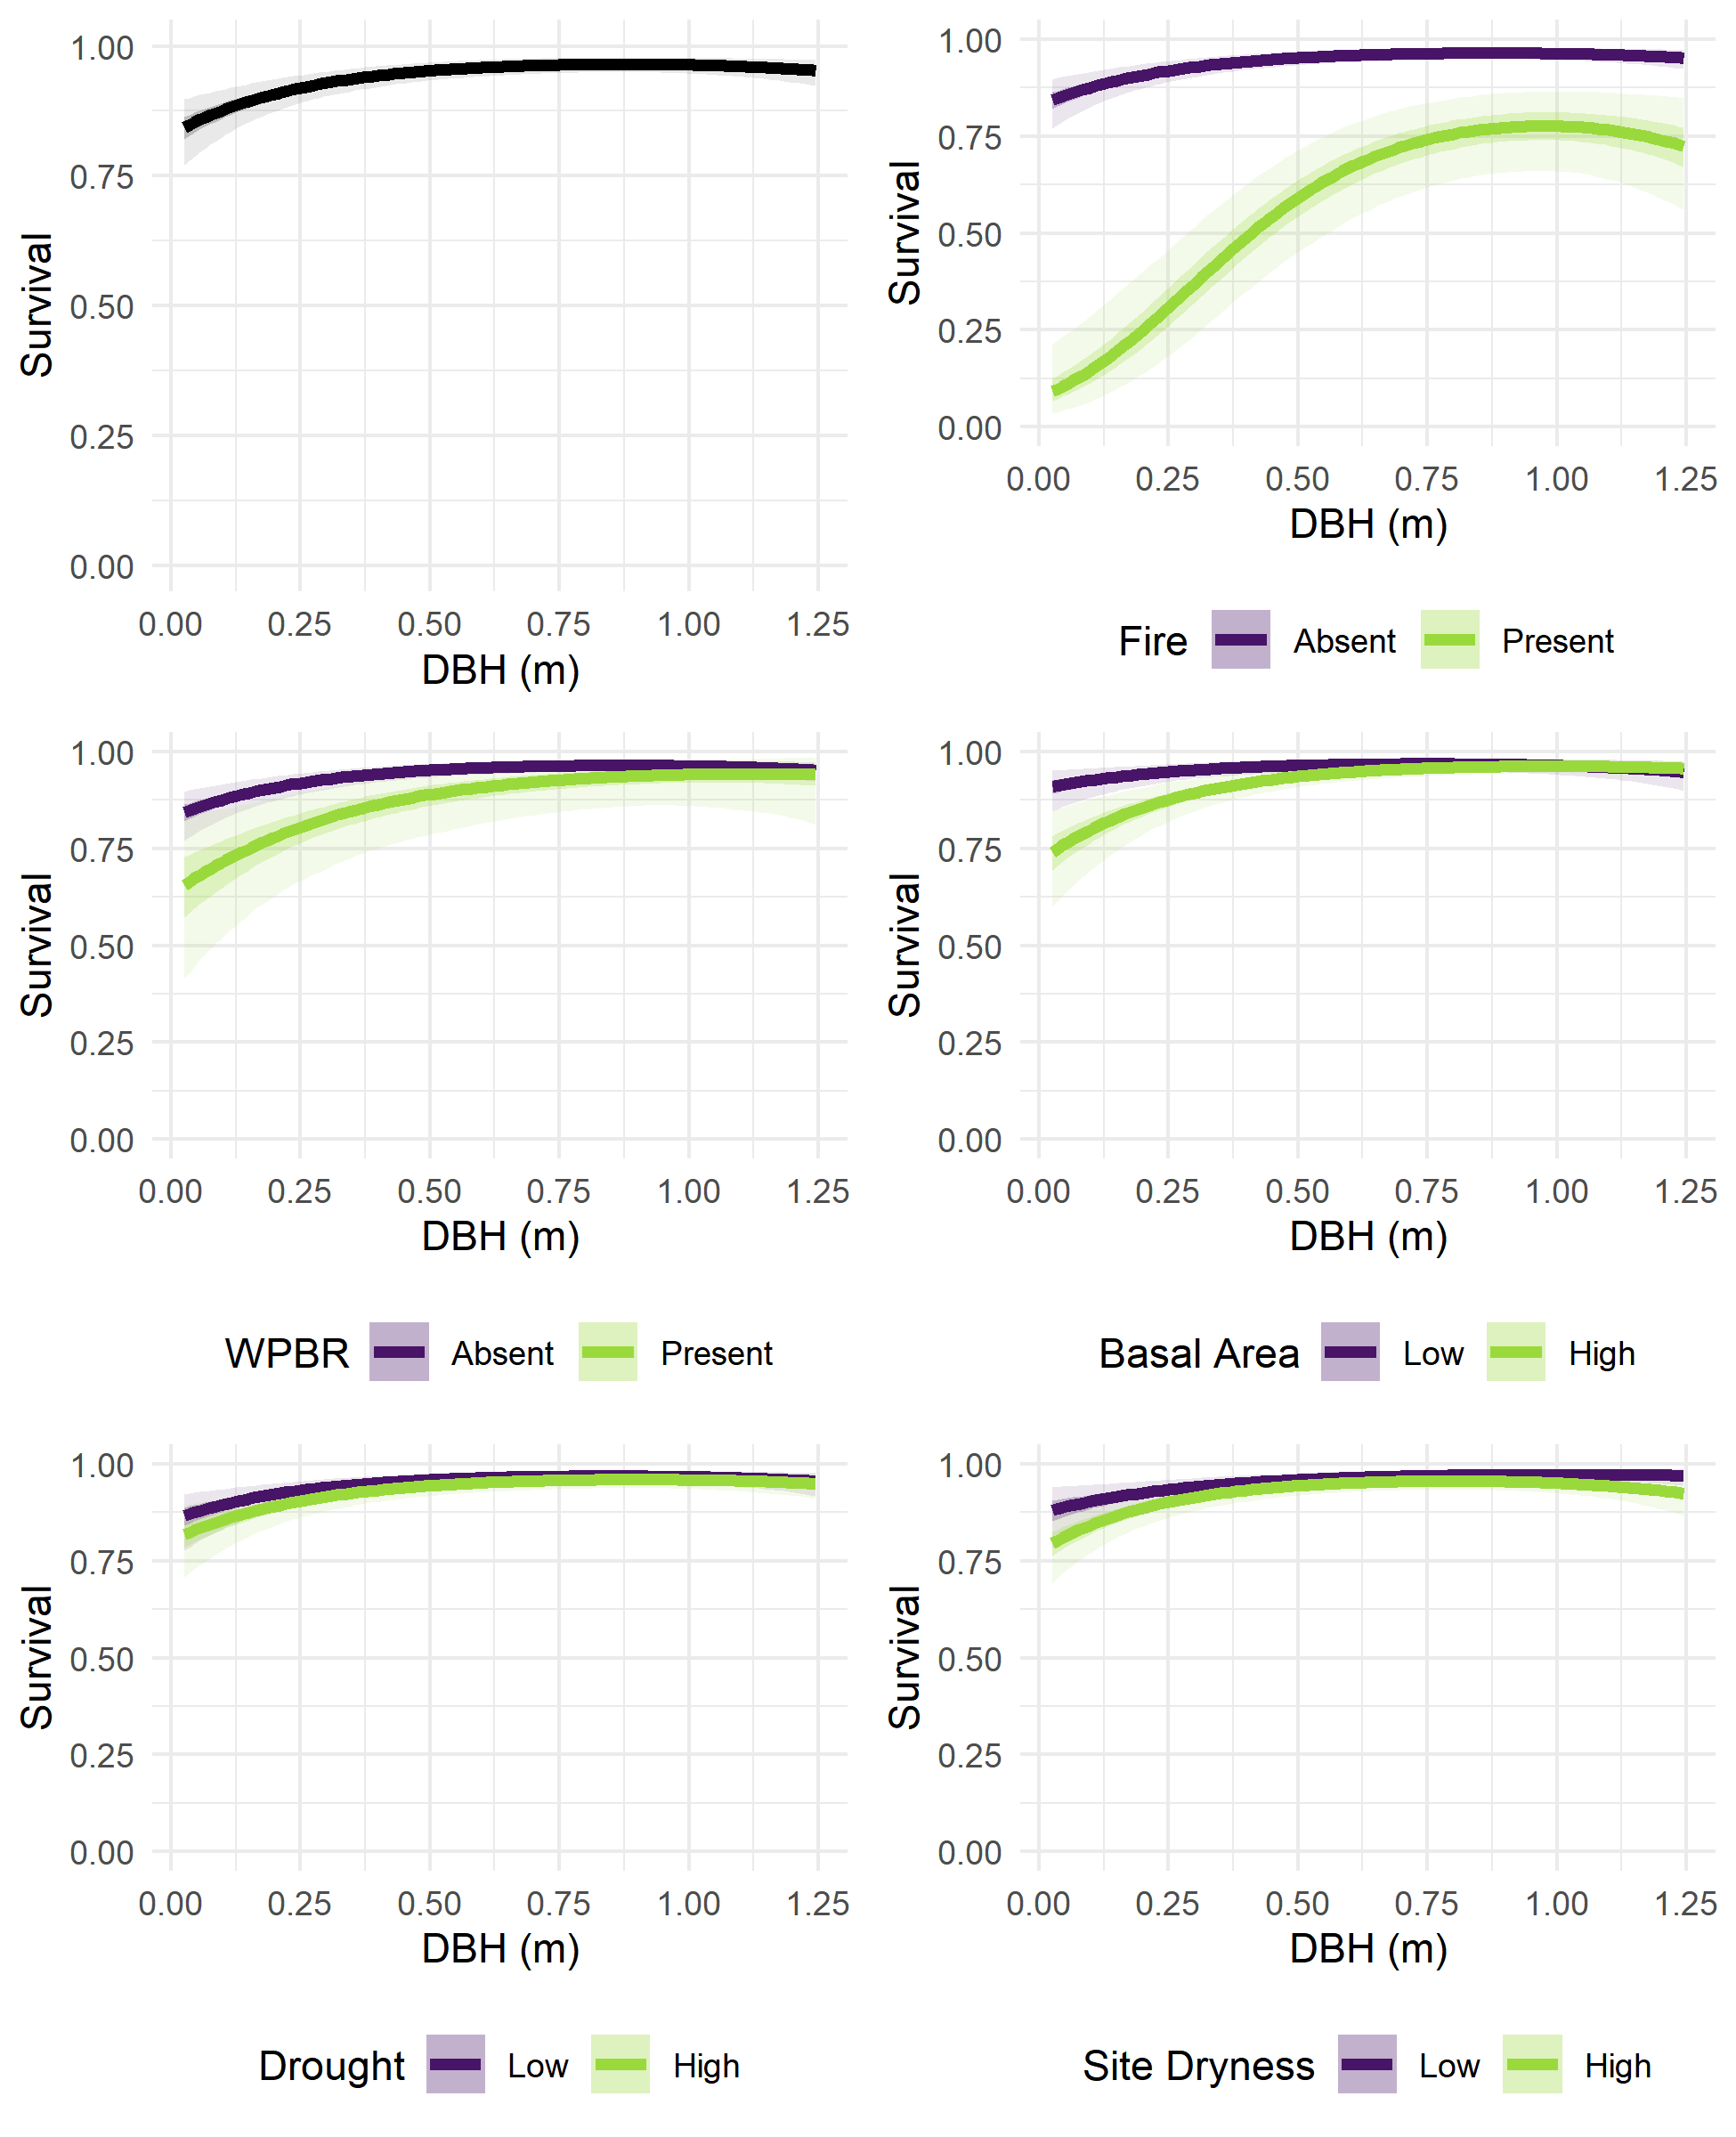 1.00
0.75
0.50
0.25
0.00
Survival
0.00 0.25 0.50 0.75 1.00 1.25
DBH (m)
1.00
0.75
0.50
0.25
0.00
Survival
0.00 0.25 0.50 0.75 1.00 1.25
DBH (m)
Fire Absent Present
1.00
0.75
0.50
0.25
0.00
Survival
0.00 0.25 0.50 0.75 1.00 1.25
DBH (m)
WPBR Absent Present
1.00
0.75
0.50
0.25
0.00
Survival
0.00 0.25 0.50 0.75 1.00 1.25
DBH (m)
Basal Area Low High
1.00
0.75
0.50
0.25
0.00
Survival
0.00 0.25 0.50 0.75 1.00 1.25
DBH (m)
Drought Low High
1.00
0.75
0.50
0.25
0.00
Survival
0.00 0.25 0.50 0.75 1.00 1.25
DBH (m)
Site Dryness Low High